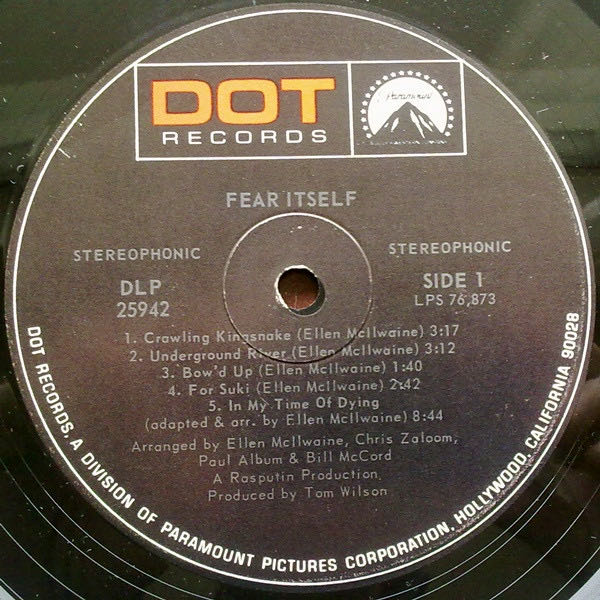 DOT
RECORDS
Paramount
FEAR ITSELF
STEREOPHONIC
DLP
25942
STEREOPHONIC
SIDE 1
LPS 76,873
1. Crawling Kingsnake (Ellen McIlwaine) 3:17
2. Underground River (Ellen McIlwaine) 3:12
3. Bow'd Up (Ellen McIlwaine) 1:40
4. For Suki (Ellen McIlwaine) 2:42
5. In My Time Of Dying
(adapted & arr. by Ellen McIlwaine) 8:44
Arranged by Ellen McIlwaine, Chris Zaloom,
Paul Album & Bill McCord
A Rasputin Production
Produced by Tom Wilson
DOT RECORDS, A DIVISION OF PARAMOUNT PICTURES CORPORATION, HOLLYWOOD, CALIFORNIA 90028